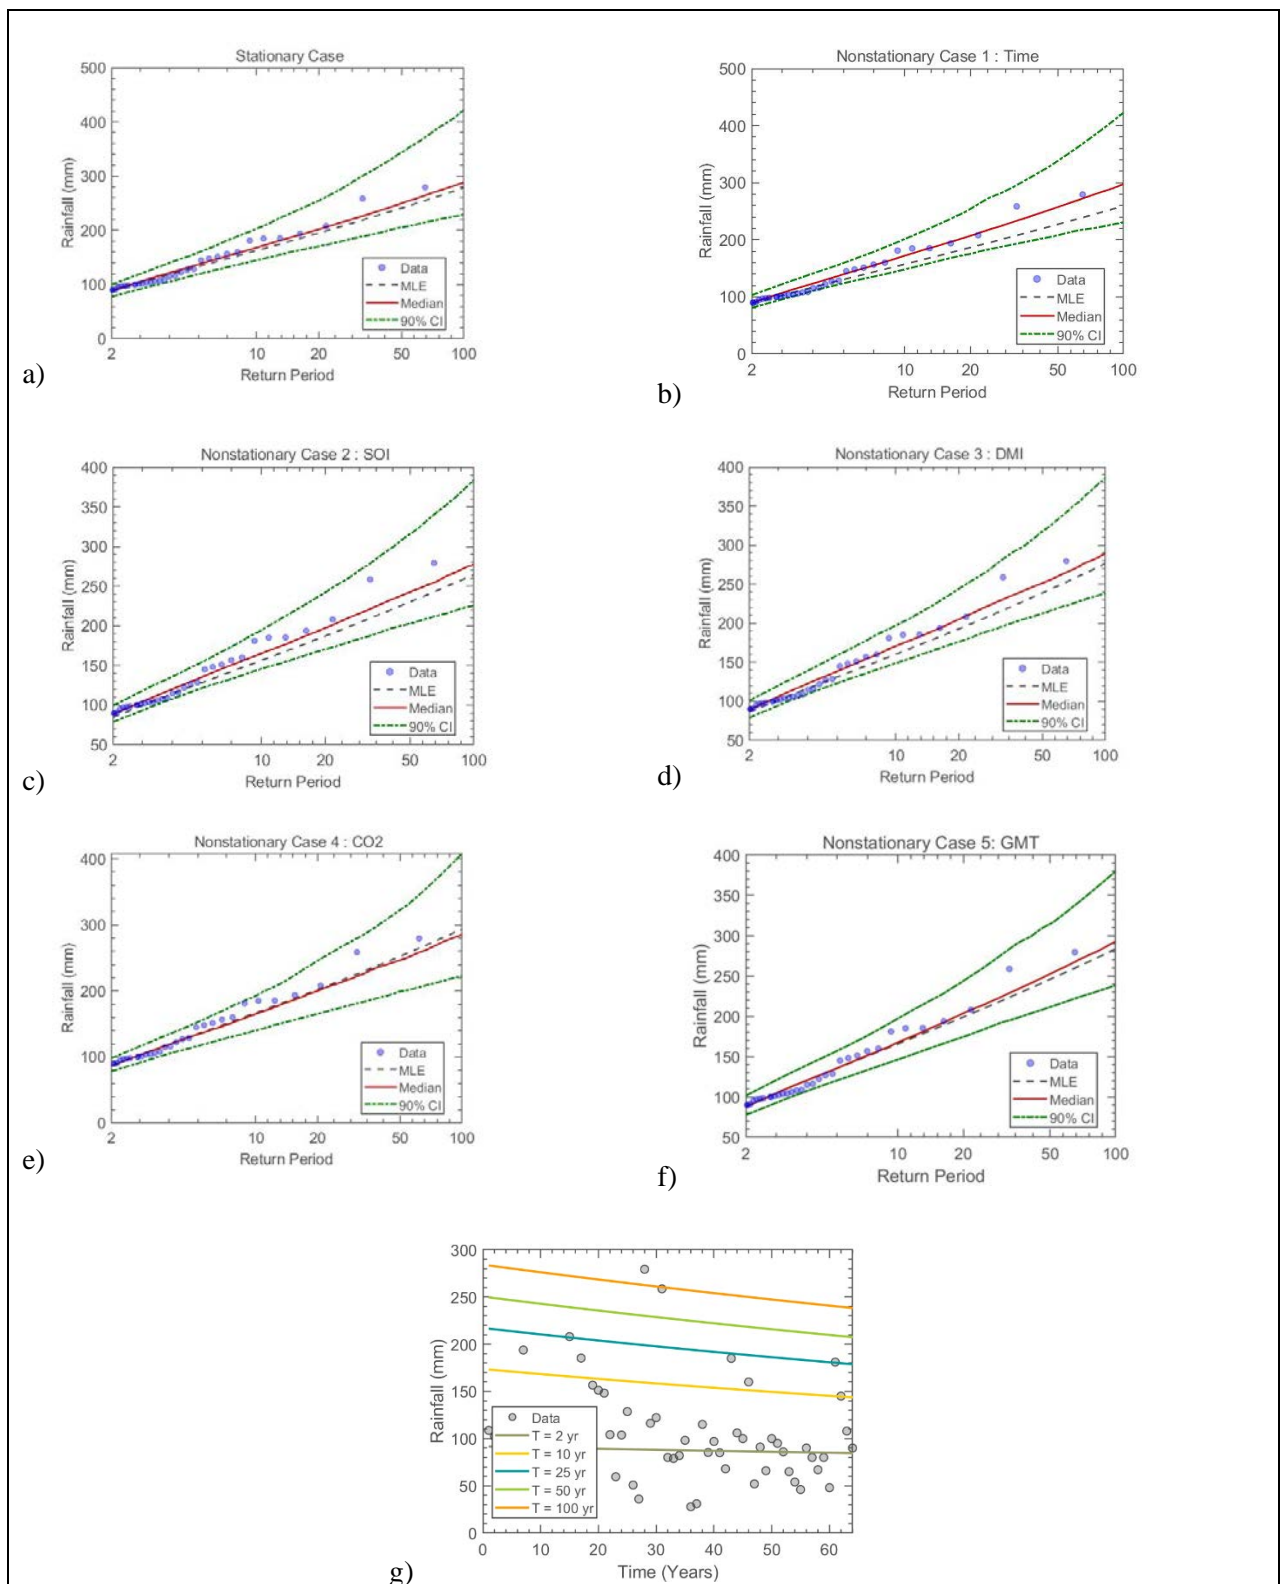 Stationary Case
500
400
300
200
100
0
Rainfall (mm)
Data
MLE
Median
90% CI
2 10 20 50 100
Return Period
a)
Nonstationary Case 1 : Time
500
400
300
200
100
0
Rainfall (mm)
Data
MLE
Median
90% CI
2 10 20 50 100
Return Period
b)
Nonstationary Case 2 : SOI
400
350
300
250
200
150
100
50
Rainfall (mm)
Data
MLE
Median
90% CI
2 10 20 50 100
Return Period
c)
Nonstationary Case 3 : DMI
400
350
300
250
200
150
100
50
Rainfall (mm)
Data
MLE
Median
90% CI
2 10 20 50 100
Return Period
d)
Nonstationary Case 4 : CO2
400
300
200
100
0
Rainfall (mm)
Data
MLE
Median
90% CI
2 10 20 50 100
Return Period
e)
Nonstationary Case 5: GMT
400
350
300
250
200
150
100
50
Rainfall (mm)
Data
MLE
Median
90% CI
2 10 20 50 100
Return Period
f)
300
250
200
150
100
50
0
Rainfall (mm)
Data
T = 2 yr
T = 10 yr
T = 25 yr
T = 50 yr
T = 100 yr
0 10 20 30 40 50 60
Time (Years)
g)